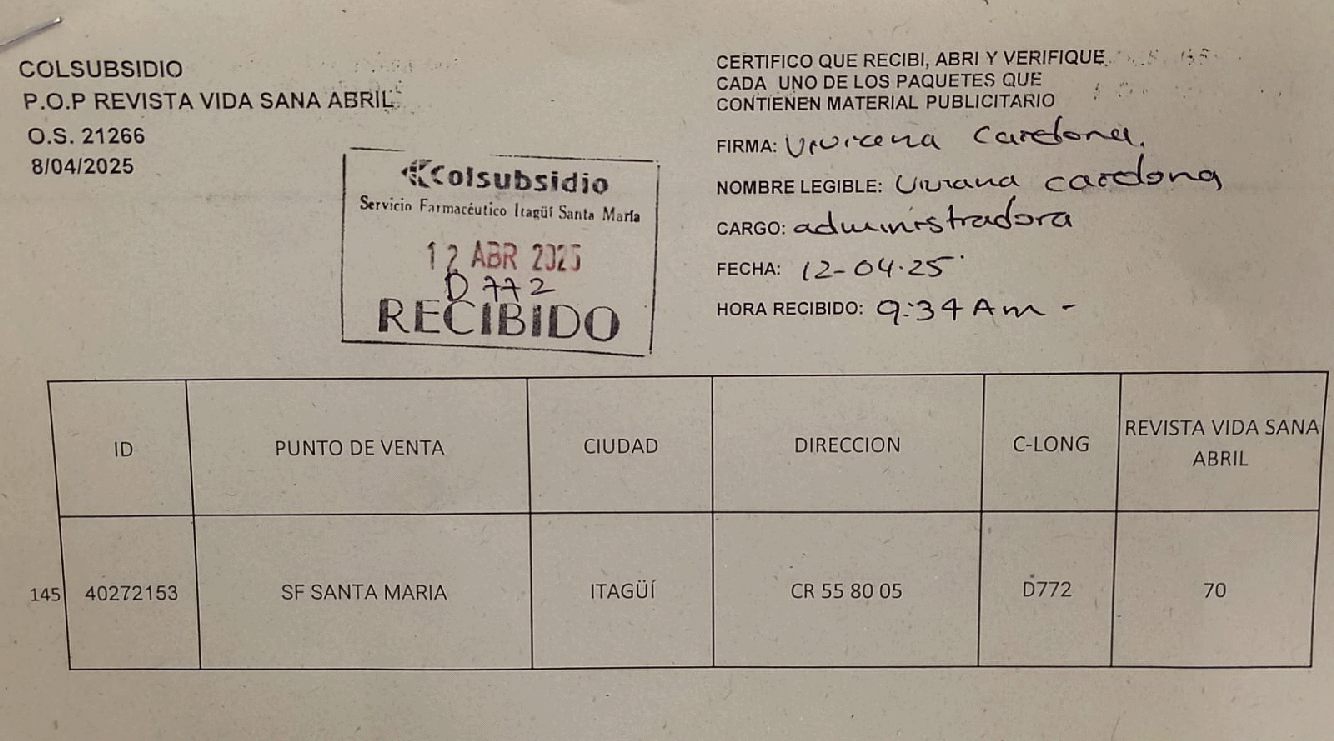 COLSUBSIDIO
P.O.P REVISTA VIDA SANA ABRIL
O.S. 21266
8/04/2025
Colsubsidio
Servicio Farmacéutico Itagüí Santa María
12 ABR 2025
D 772
RECIBIDO
CERTIFICO QUE RECIBI, ABRI Y VERIFIQUE
CADA UNO DE LOS PAQUETES QUE
CONTIENEN MATERIAL PUBLICITARIO
FIRMA: Viviana Cardona.
NOMBRE LEGIBLE: Viviana cardona
CARGO: administradora
FECHA: 12-04.25
HORA RECIBIDO: 9:34 Am -
ID PUNTO DE VENTA CIUDAD DIRECCION C-LONG REVISTA VIDA SANA
ABRIL
145 40272153 SF SANTA MARIA ITAGÜÍ CR 55 80 05 D772 70